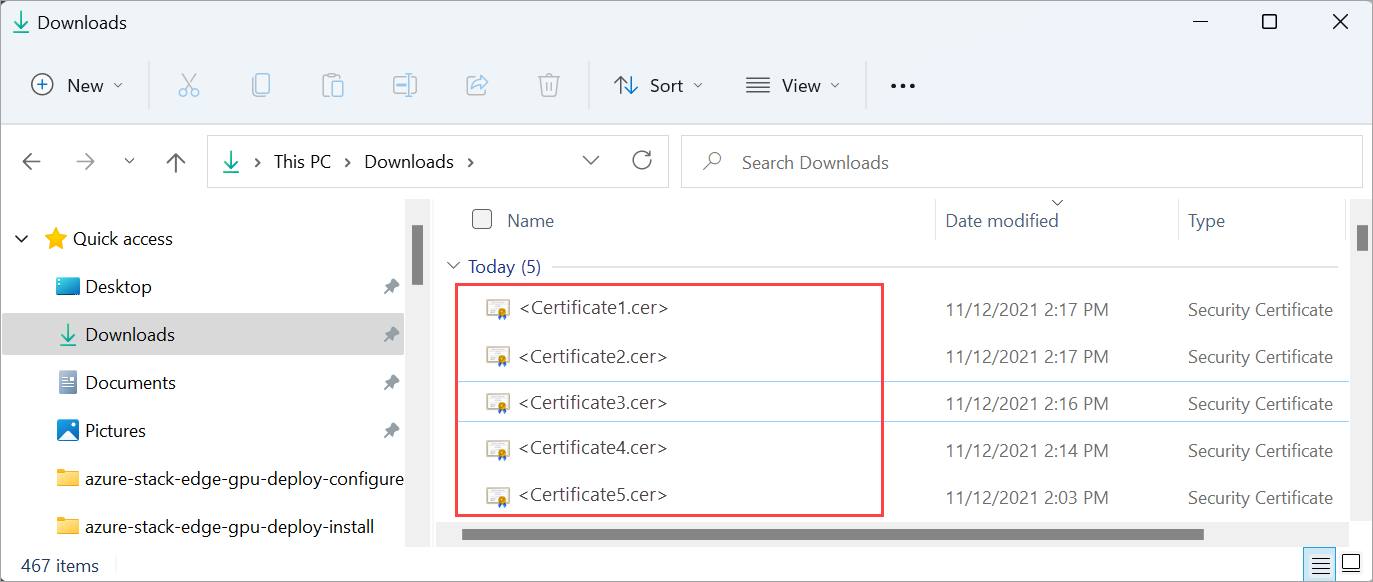 Downloads
New Sort View
This PC Downloads Search Downloads
Name Date modified Type
Quick access
Today (5)
Desktop
<Certificate1.cer> 11/12/2021 2:17 PM Security Certificate
Downloads
<Certificate2.cer> 11/12/2021 2:17 PM Security Certificate
Documents
<Certificate3.cer> 11/12/2021 2:16 PM Security Certificate
Pictures
<Certificate4.cer> 11/12/2021 2:14 PM Security Certificate
azure-stack-edge-gpu-deploy-configure
<Certificate5.cer> 11/12/2021 2:03 PM Security Certificate
azure-stack-edge-gpu-deploy-install
467 items